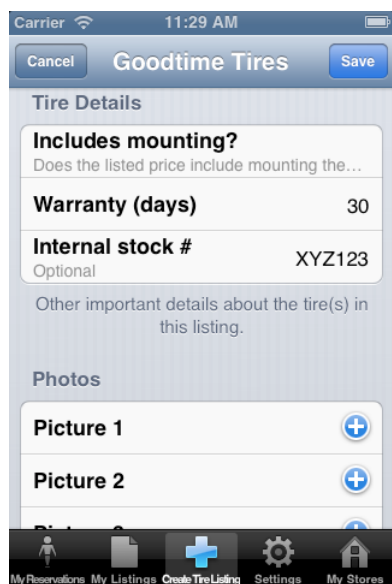 Carrier 11:29 AM
Cancel Goodtime Tires Save
Tire Details
Includes mounting?
Does the listed price include mounting the…
Warranty (days) 30
Internal stock # XYZ123
Optional
Other important details about the tire(s) in
this listing.
Photos
Picture 1
Picture 2
My Reservations My Listings Create Tire Listing Settings My Stores